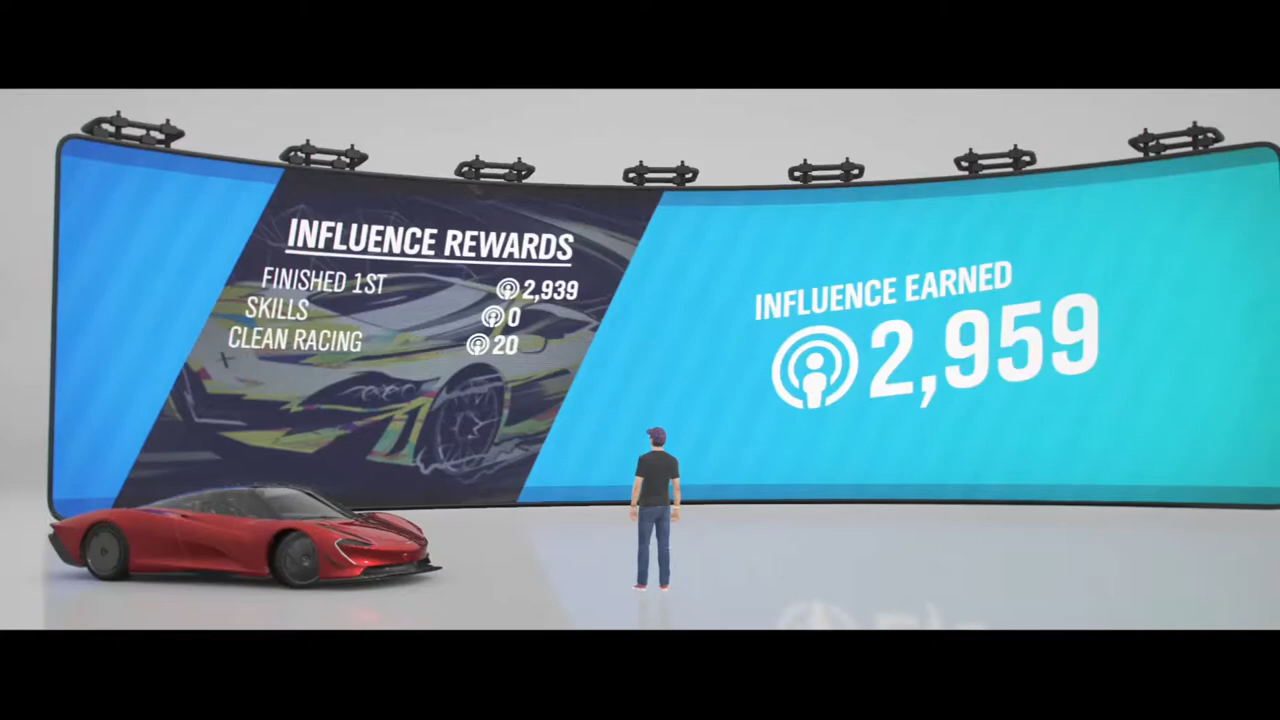 INFLUENCE REWARDS
FINISHED 1ST 2,939
SKILLS 0
CLEAN RACING 20
INFLUENCE EARNED
2,959